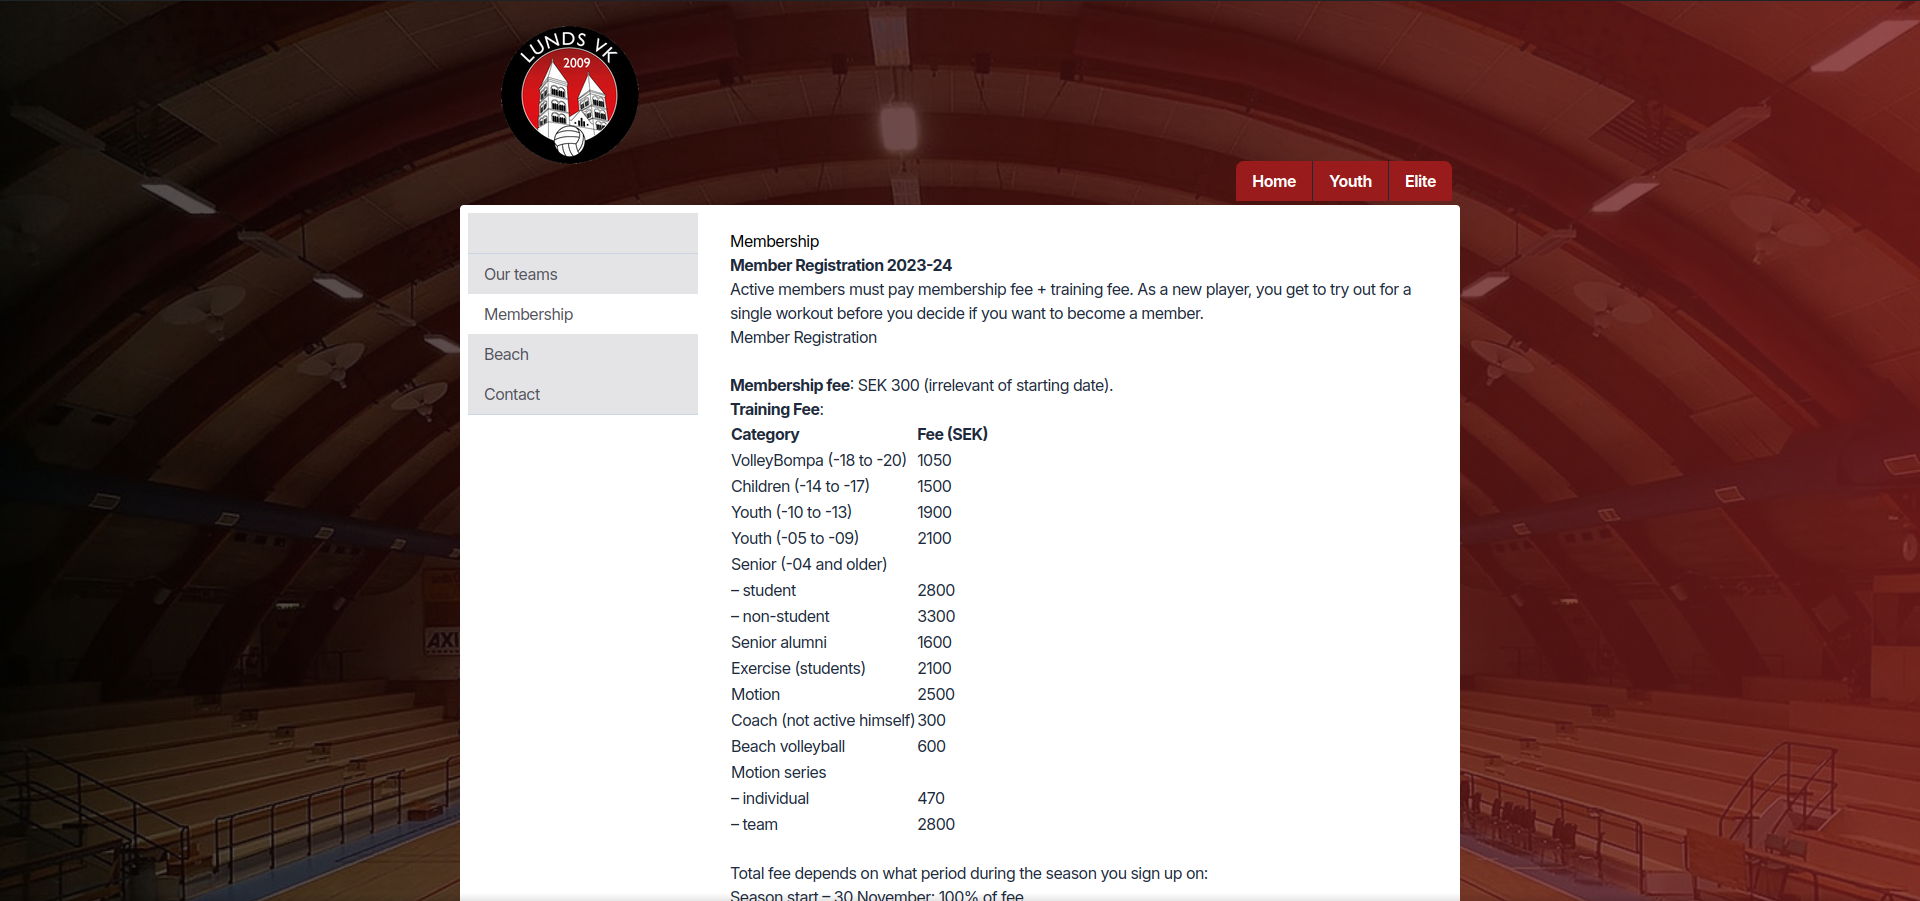 LUNDS VK
2009
Home
Youth
Elite
Our teams
Membership
Beach
Contact
Membership
Member Registration 2023-24
Active members must pay membership fee + training fee. As a new player, you get to try out for a
single workout before you decide if you want to become a member.
Member Registration
Membership fee: SEK 300 (irrelevant of starting date).
Training Fee:
Category Fee (SEK)
VolleyBompa (-18 to -20) 1050
Children (-14 to -17) 1500
Youth (-10 to -13) 1900
Youth (-05 to -09) 2100
Senior (-04 and older)
– student 2800
– non-student 3300
Senior alumni 1600
Exercise (students) 2100
Motion 2500
Coach (not active himself) 300
Beach volleyball 600
Motion series
– individual 470
– team 2800
Total fee depends on what period during the season you sign up on:
Season start – 30 November: 100% of fee